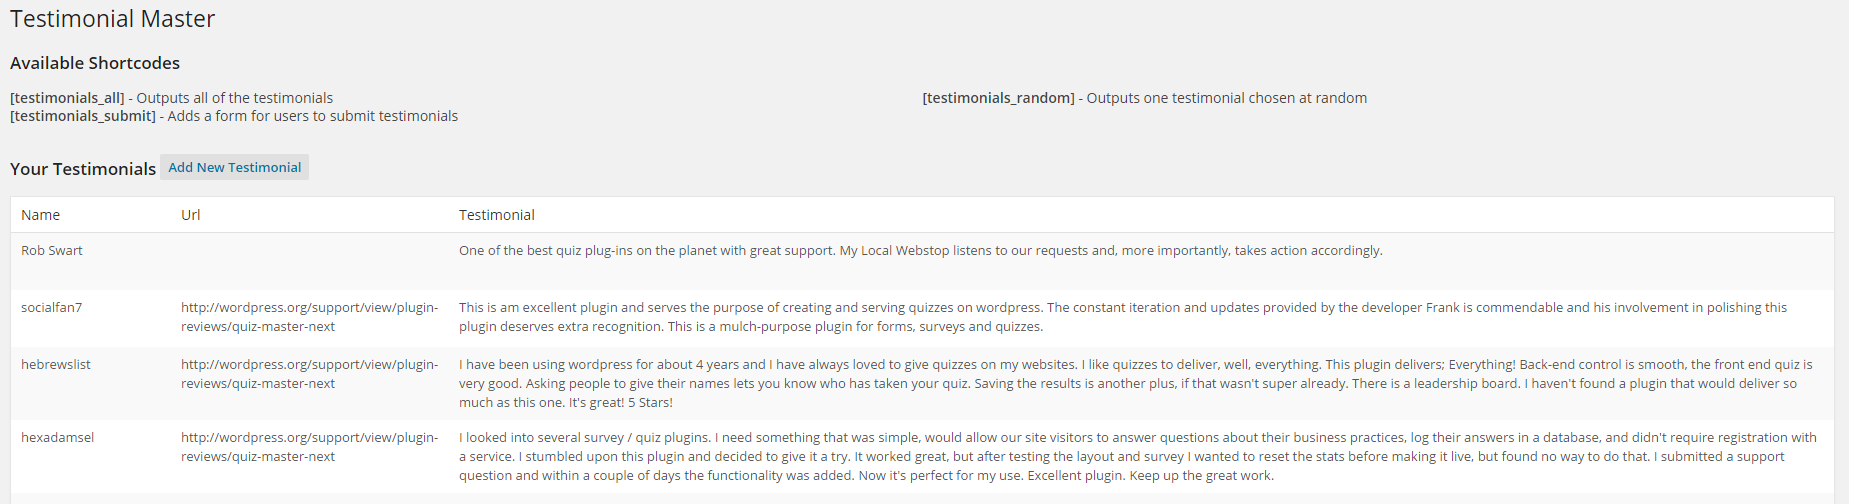 Testimonial Master
Available Shortcodes
[testimonials_all] - Outputs all of the testimonials
[testimonials_random] - Outputs one testimonial chosen at random
[testimonials_submit] - Adds a form for users to submit testimonials
Your Testimonials Add New Testimonial
Name Url Testimonial
Rob Swart
One of the best quiz plug-ins on the planet with great support. My Local Webstop listens to our requests and, more importantly, takes action accordingly.
socialfan7
http://wordpress.org/support/view/plugin-
reviews/quiz-master-next
This is am excellent plugin and serves the purpose of creating and serving quizzes on wordpress. The constant iteration and updates provided by the developer Frank is commendable and his involvement in polishing this
plugin deserves extra recognition. This is a mulch-purpose plugin for forms, surveys and quizzes.
hebrewslist
http://wordpress.org/support/view/plugin-
reviews/quiz-master-next
I have been using wordpress for about 4 years and I have always loved to give quizzes on my websites. I like quizzes to deliver, well, everything. This plugin delivers; Everything! Back-end control is smooth, the front end quiz is
very good. Asking people to give their names lets you know who has taken your quiz. Saving the results is another plus, if that wasn't super already. There is a leadership board. I haven't found a plugin that would deliver so
much as this one. It's great! 5 Stars!
hexadamsel
http://wordpress.org/support/view/plugin-
reviews/quiz-master-next
I looked into several survey / quiz plugins. I need something that was simple, would allow our site visitors to answer questions about their business practices, log their answers in a database, and didn't require registration with
a service. I stumbled upon this plugin and decided to give it a try. It worked great, but after testing the layout and survey I wanted to reset the stats before making it live, but found no way to do that. I submitted a support
question and within a couple of days the functionality was added. Now it's perfect for my use. Excellent plugin. Keep up the great work.